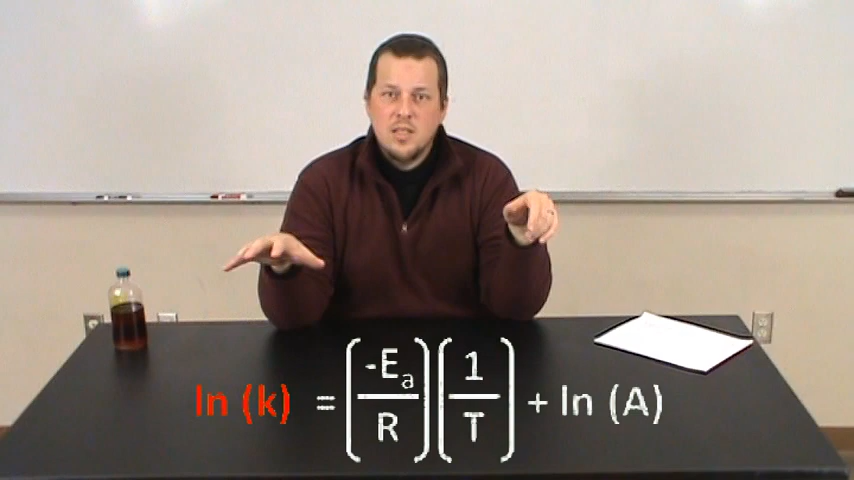 ln (k) = (-Ea/R)(1/T) + ln (A)